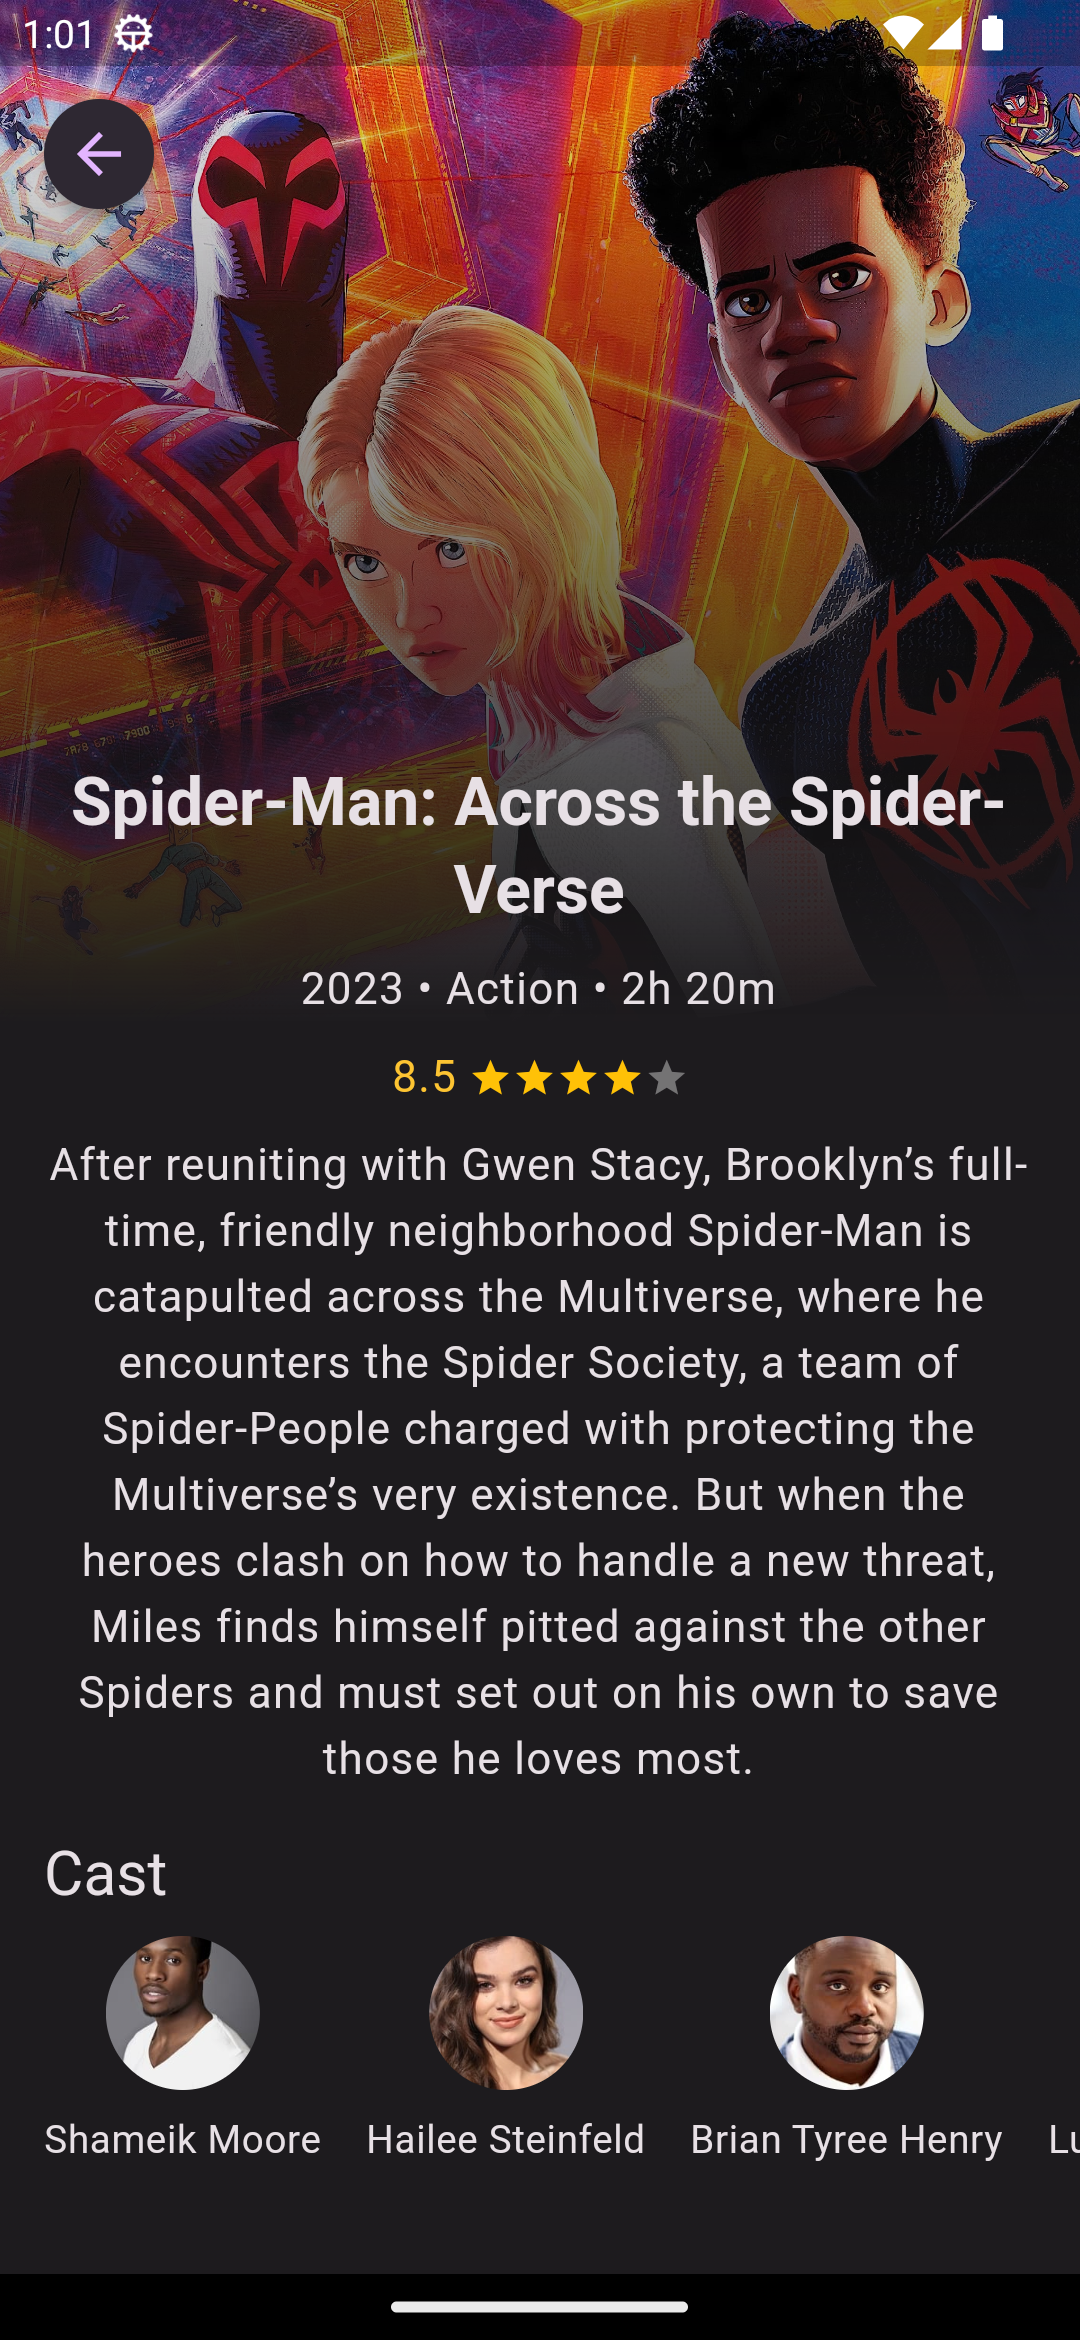 1:01
7A78 678 7900
Spider-Man: Across the Spider-
Verse
2023 • Action • 2h 20m
8.5
After reuniting with Gwen Stacy, Brooklyn’s full-
time, friendly neighborhood Spider-Man is
catapulted across the Multiverse, where he
encounters the Spider Society, a team of
Spider-People charged with protecting the
Multiverse’s very existence. But when the
heroes clash on how to handle a new threat,
Miles finds himself pitted against the other
Spiders and must set out on his own to save
those he loves most.
Cast
Shameik Moore
Hailee Steinfeld
Brian Tyree Henry
Lu